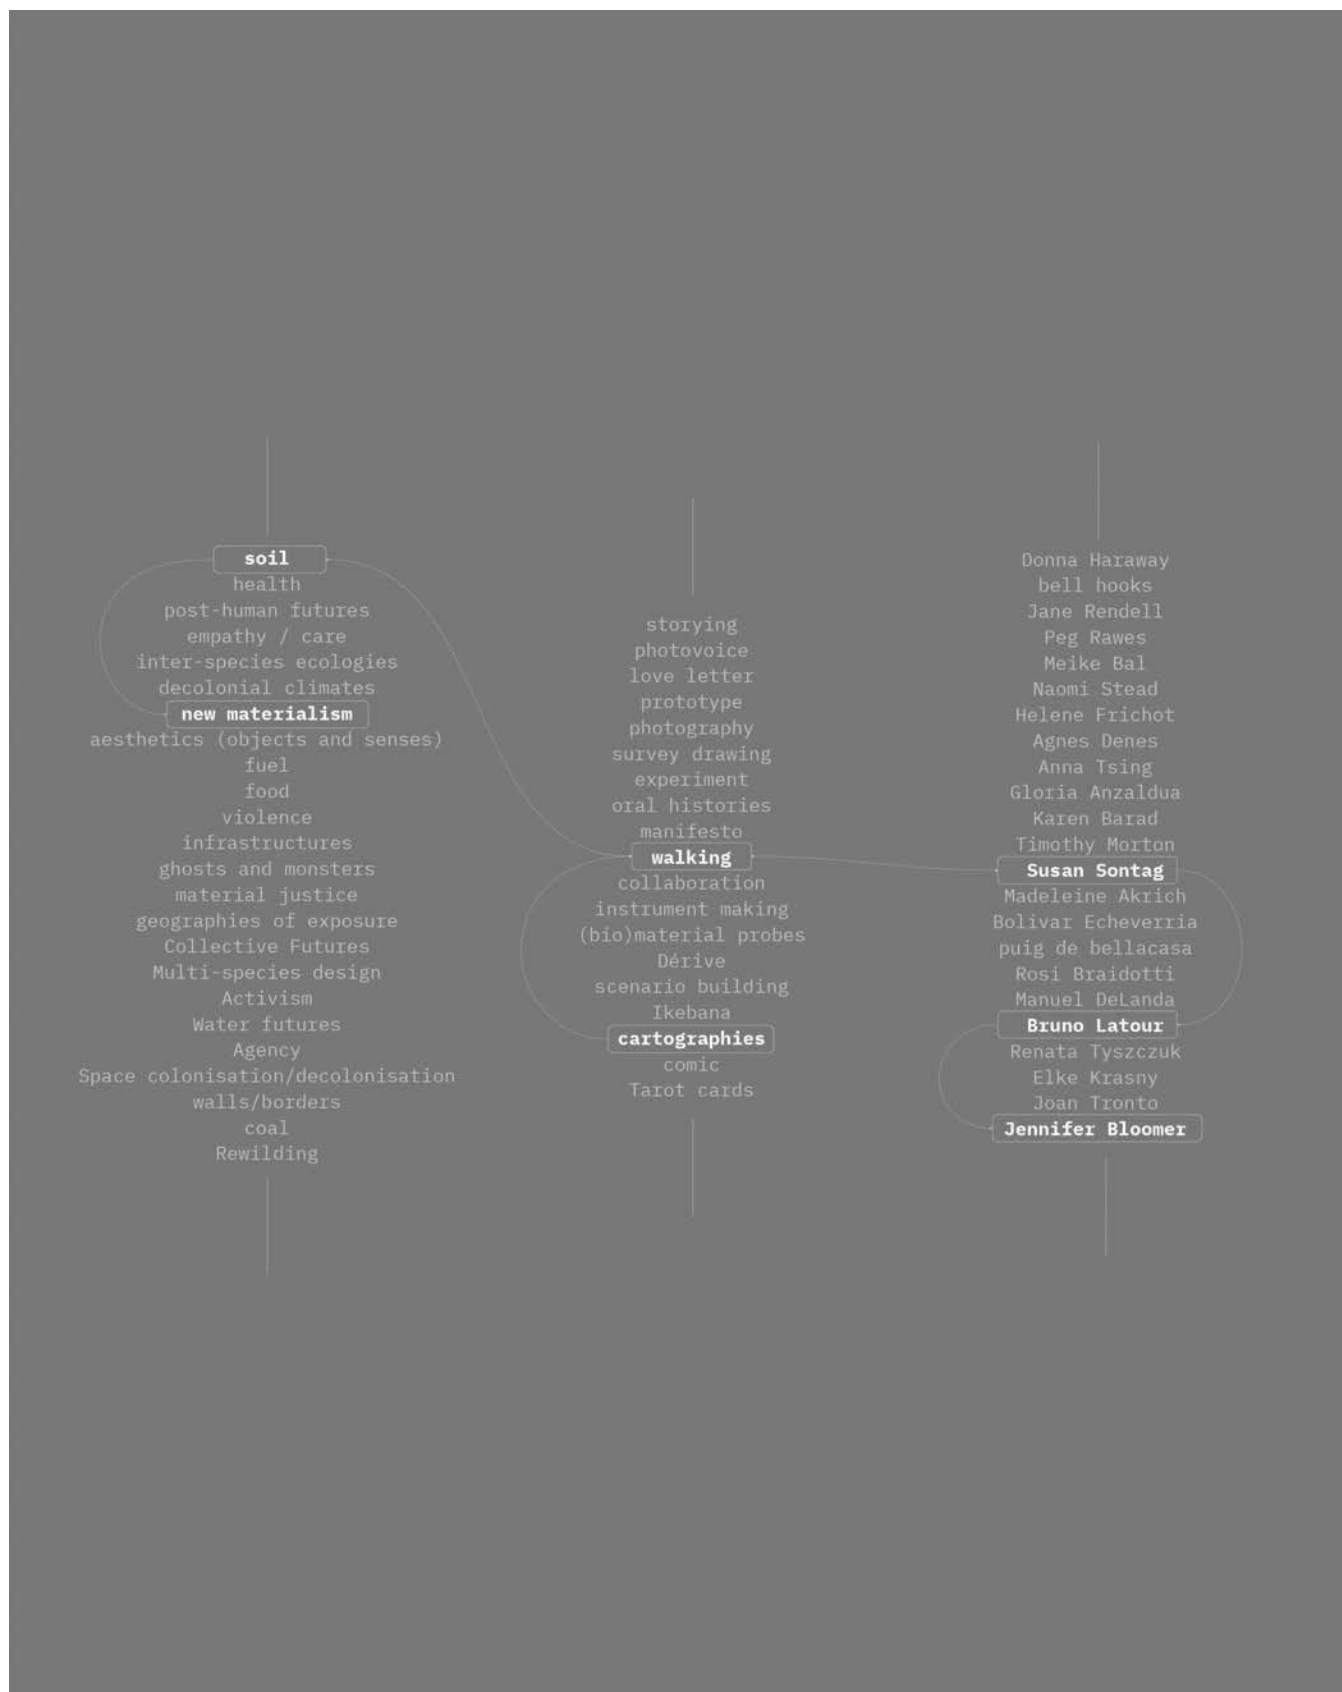 soil
health
post-human futures
empathy / care
inter-species ecologies
decolonial climates
new materialism
aesthetics (objects and senses)
fuel
food
violence
infrastructures
ghosts and monsters
material justice
geographies of exposure
Collective Futures
Multi-species design
Activism
Water futures
Agency
Space colonisation/decolonisation
walls/borders
coal
Rewilding
storying
photovoice
love letter
prototype
photography
survey drawing
experiment
oral histories
manifesto
walking
collaboration
instrument making
(bio)material probes
Dérive
scenario building
Ikebana
cartographies
comic
Tarot cards
Donna Haraway
bell hooks
Jane Rendell
Peg Rawes
Meike Bal
Naomi Stead
Helene Frichot
Agnes Denes
Anna Tsing
Gloria Anzaldua
Karen Barad
Timothy Morton
Susan Sontag
Madeleine Akrich
Bolivar Echeverria
puig de bellacasa
Rosi Braidotti
Manuel DeLanda
Bruno Latour
Renata Tyszczuk
Elke Krasny
Joan Tronto
Jennifer Bloomer